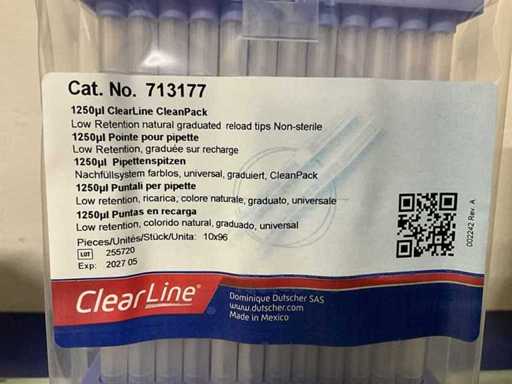 Cat. No. 713177
1250µl ClearLine CleanPack
Low Retention natural graduated reload tips Non-sterile
1250µl Pointe pour pipette
Low Retention, graduée sur recharge
1250µl Pipettenspitzen
Nachfüllsystem farblos, universal, graduiert, CleanPack
1250µl Puntali per pipette
Low retention, ricarica, colore naturale, graduato, universale
1250µl Puntas en recarga
Low retention, colorido natural, graduado, universal
Pieces/Unités/Stück/Unita: 10x96
LOT 255720
Exp: 2027 05
002242 Rev. A
ClearLine®
Dominique Dutscher SAS
www.dutscher.com
Made in Mexico